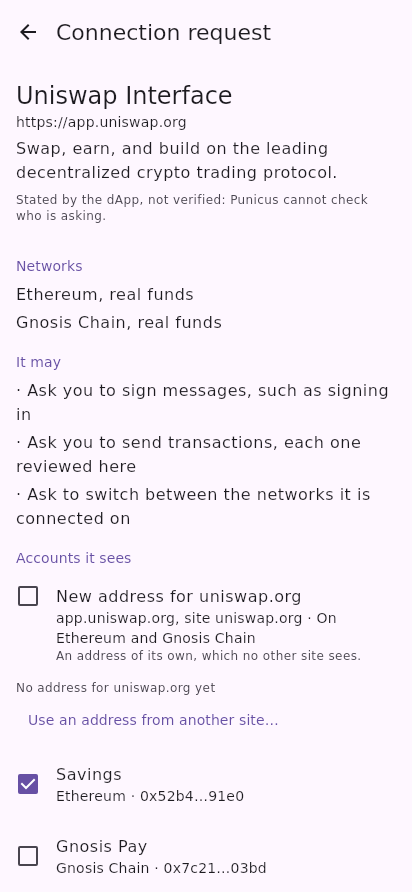 Connection request
Uniswap Interface
https://app.uniswap.org
Swap, earn, and build on the leading
decentralized crypto trading protocol.
Stated by the dApp, not verified: Punicus cannot check
who is asking.
Networks
Ethereum, real funds
Gnosis Chain, real funds
It may
· Ask you to sign messages, such as signing
in
· Ask you to send transactions, each one
reviewed here
· Ask to switch between the networks it is
connected on
Accounts it sees
New address for uniswap.org
app.uniswap.org, site uniswap.org · On
Ethereum and Gnosis Chain
An address of its own, which no other site sees.
No address for uniswap.org yet
Use an address from another site…
Savings
Ethereum · 0x52b4…91e0
Gnosis Pay
Gnosis Chain · 0x7c21…03bd